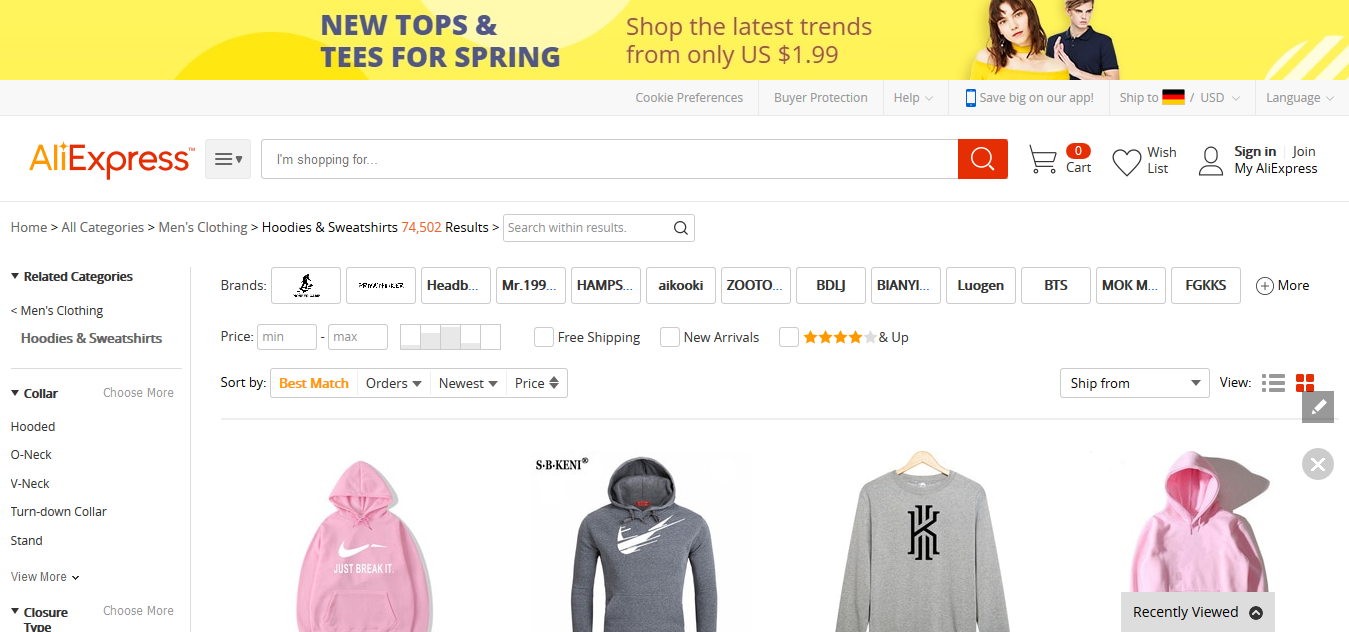 NEW TOPS &
TEES FOR SPRING
Shop the latest trends
from only US $1.99
Cookie Preferences
Buyer Protection
Help
Save big on our app!
Ship to / USD
Language
AliExpress™
I'm shopping for...
0
Cart
Wish
List
Sign in
Join
My AliExpress
Home > All Categories > Men's Clothing > Hoodies & Sweatshirts 74,502 Results >
Search within results.
Related Categories
< Men's Clothing
Hoodies & Sweatshirts
Collar
Choose More
Hooded
O-Neck
V-Neck
Turn-down Collar
Stand
View More
Closure
Type
Choose More
Brands:
Headb...
Mr.199...
HAMPS...
aikooki
ZOOTO...
BDLJ
BIANYI...
Luogen
BTS
MOK M...
FGKKS
More
Price:
min
-
max
Free Shipping
New Arrivals
& Up
Sort by:
Best Match
Orders
Newest
Price
Ship from
View:
JUST BREAK IT.
S·B·KENI®
K
Recently Viewed